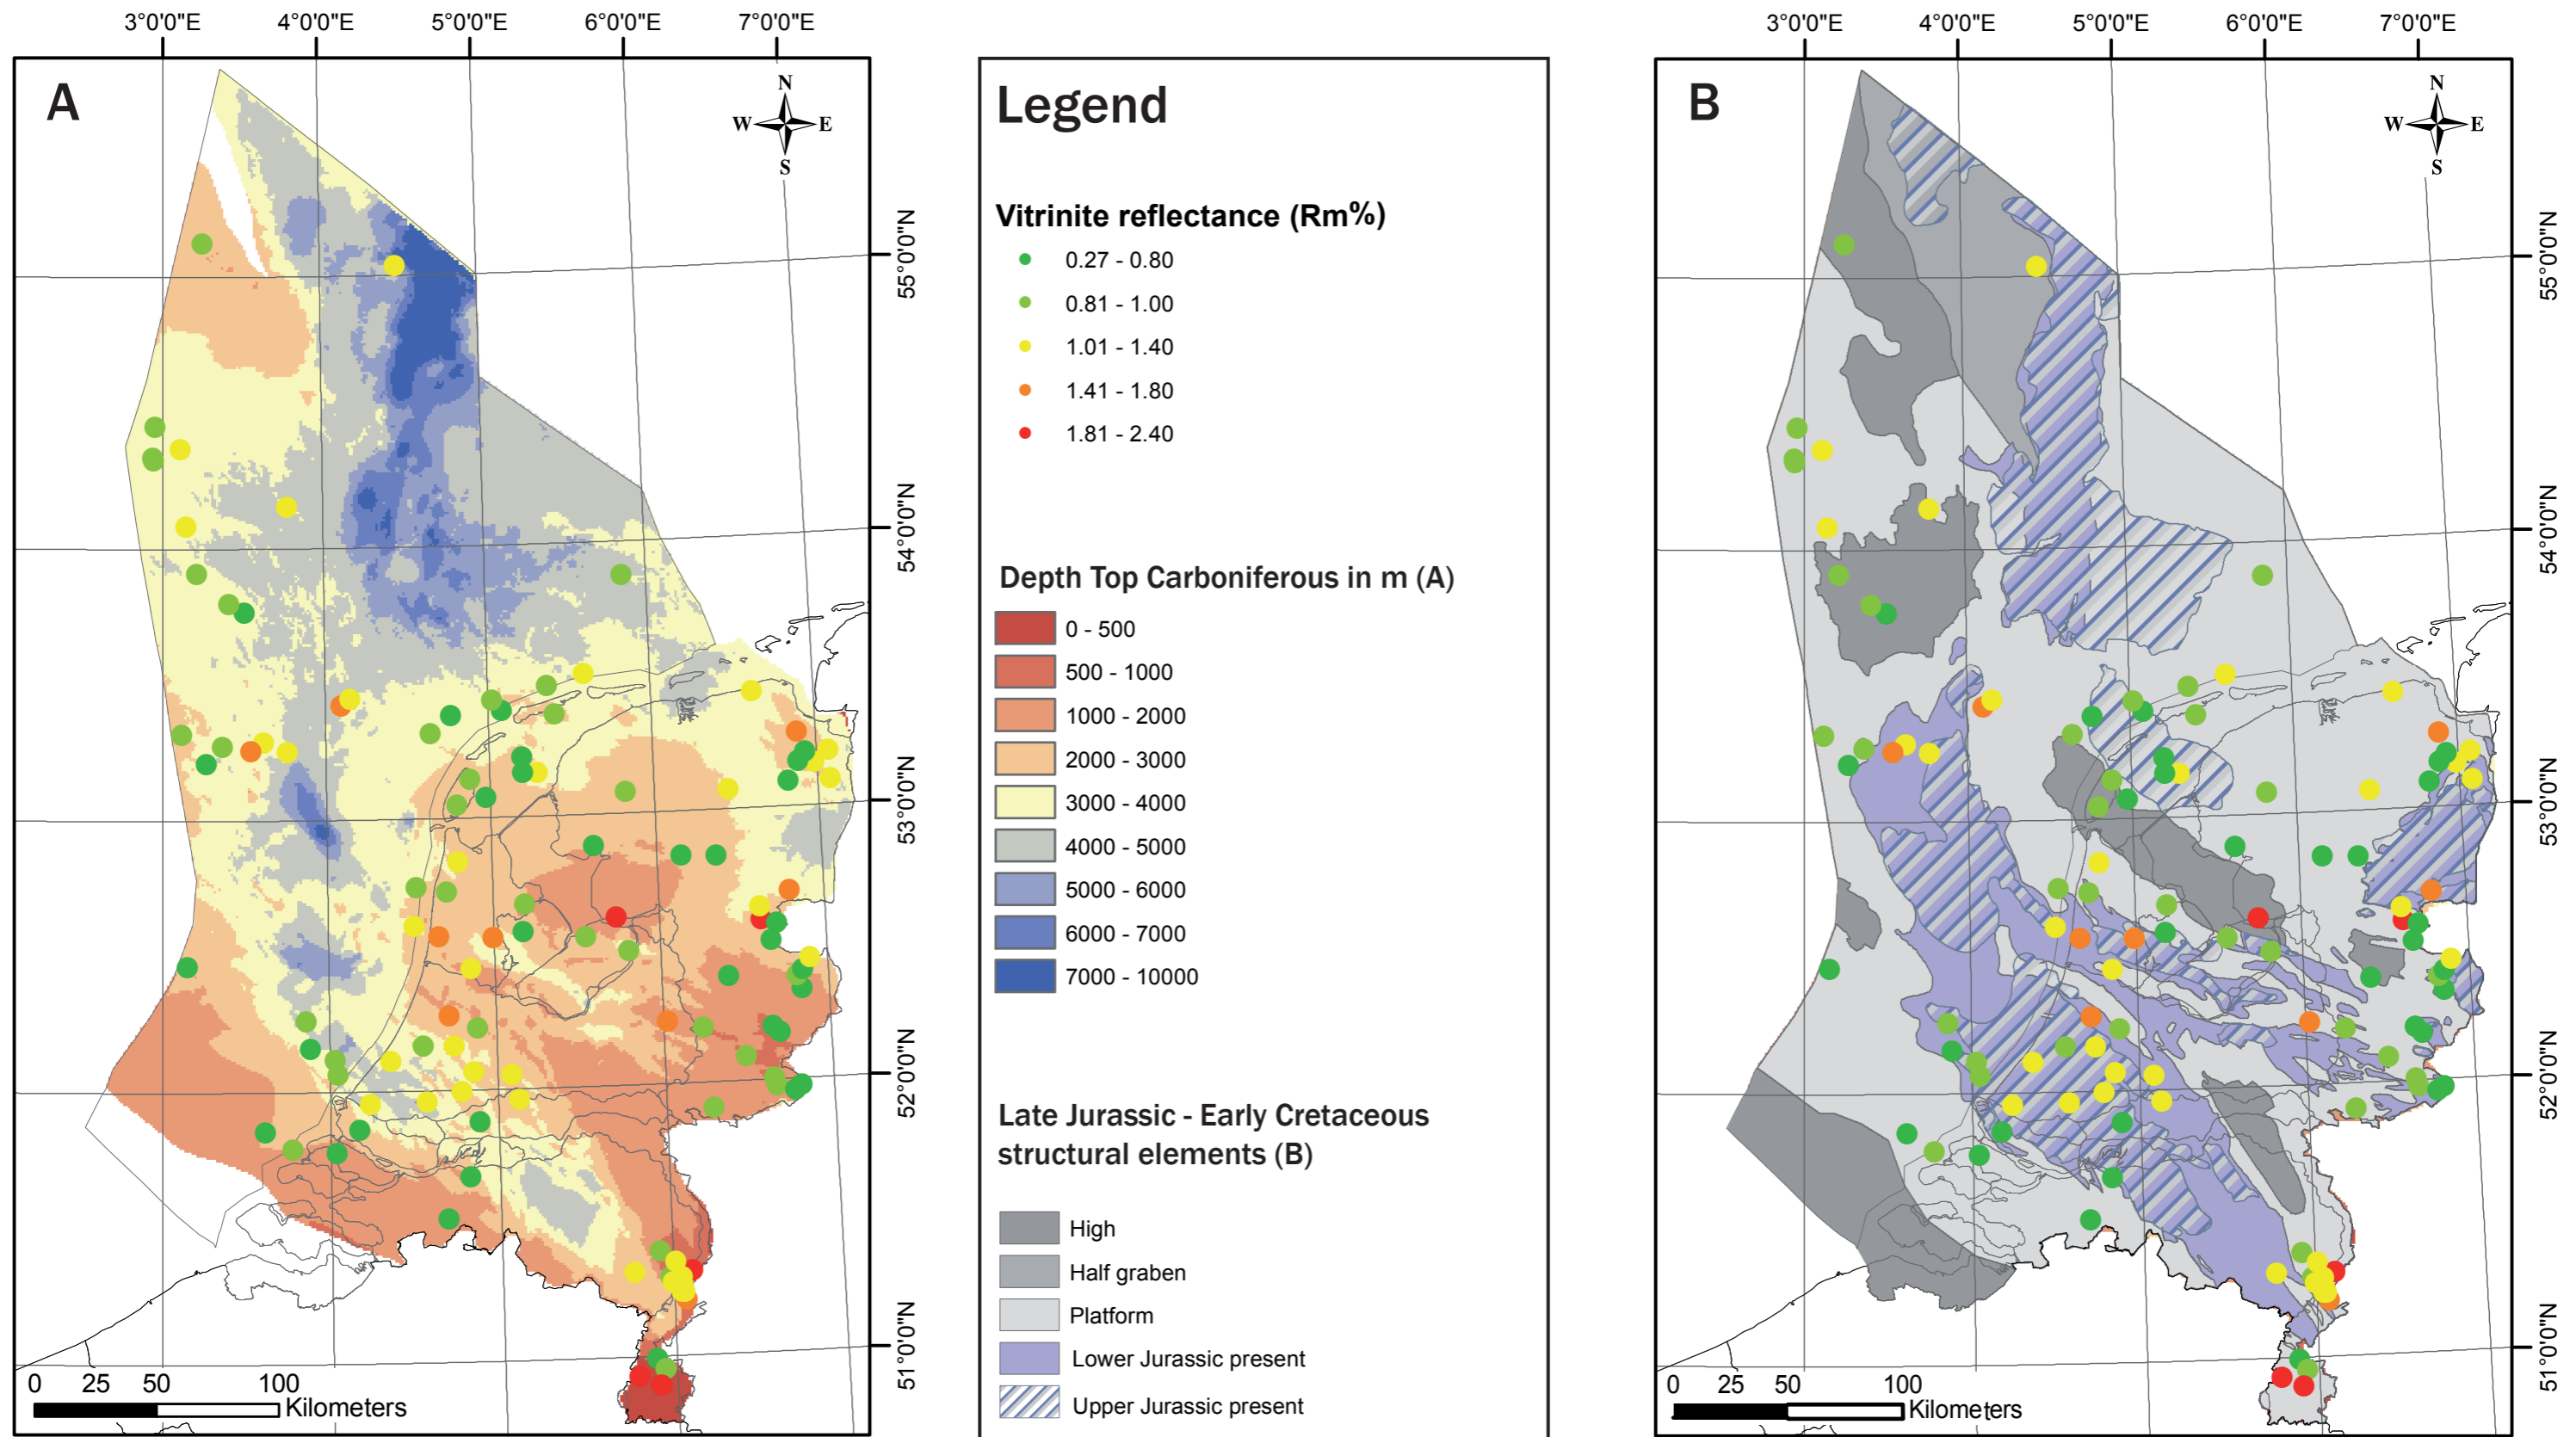 3°0'0"E 4°0'0"E 5°0'0"E 6°0'0"E 7°0'0"E
A
N
W E
S
55°0'0"N
54°0'0"N
53°0'0"N
52°0'0"N
51°0'0"N
0 25 50 100
Kilometers
Legend
Vitrinite reflectance (Rm%)
0.27 - 0.80
0.81 - 1.00
1.01 - 1.40
1.41 - 1.80
1.81 - 2.40
Depth Top Carboniferous in m (A)
0 - 500
500 - 1000
1000 - 2000
2000 - 3000
3000 - 4000
4000 - 5000
5000 - 6000
6000 - 7000
7000 - 10000
Late Jurassic - Early Cretaceous
structural elements (B)
High
Half graben
Platform
Lower Jurassic present
Upper Jurassic present
3°0'0"E 4°0'0"E 5°0'0"E 6°0'0"E 7°0'0"E
B
N
W E
S
55°0'0"N
54°0'0"N
53°0'0"N
52°0'0"N
51°0'0"N
0 25 50 100
Kilometers